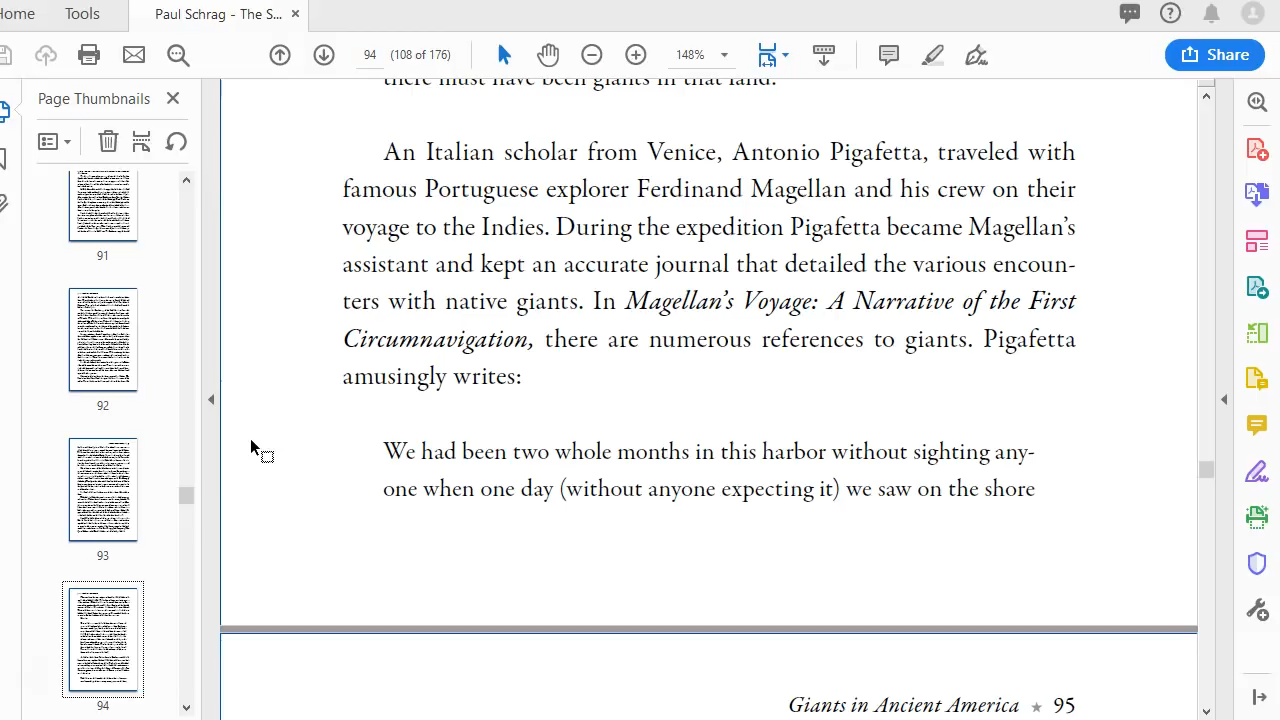 Home
Tools
Paul Schrag - The S...
94 (108 of 176)
148%
Share
Page Thumbnails
91
92
93
94
there must have been giants in that land.
An Italian scholar from Venice, Antonio Pigafetta, traveled with
famous Portuguese explorer Ferdinand Magellan and his crew on their
voyage to the Indies. During the expedition Pigafetta became Magellan’s
assistant and kept an accurate journal that detailed the various encoun-
ters with native giants. In Magellan’s Voyage: A Narrative of the First
Circumnavigation, there are numerous references to giants. Pigafetta
amusingly writes:
We had been two whole months in this harbor without sighting any-
one when one day (without anyone expecting it) we saw on the shore
Giants in Ancient America ★ 95